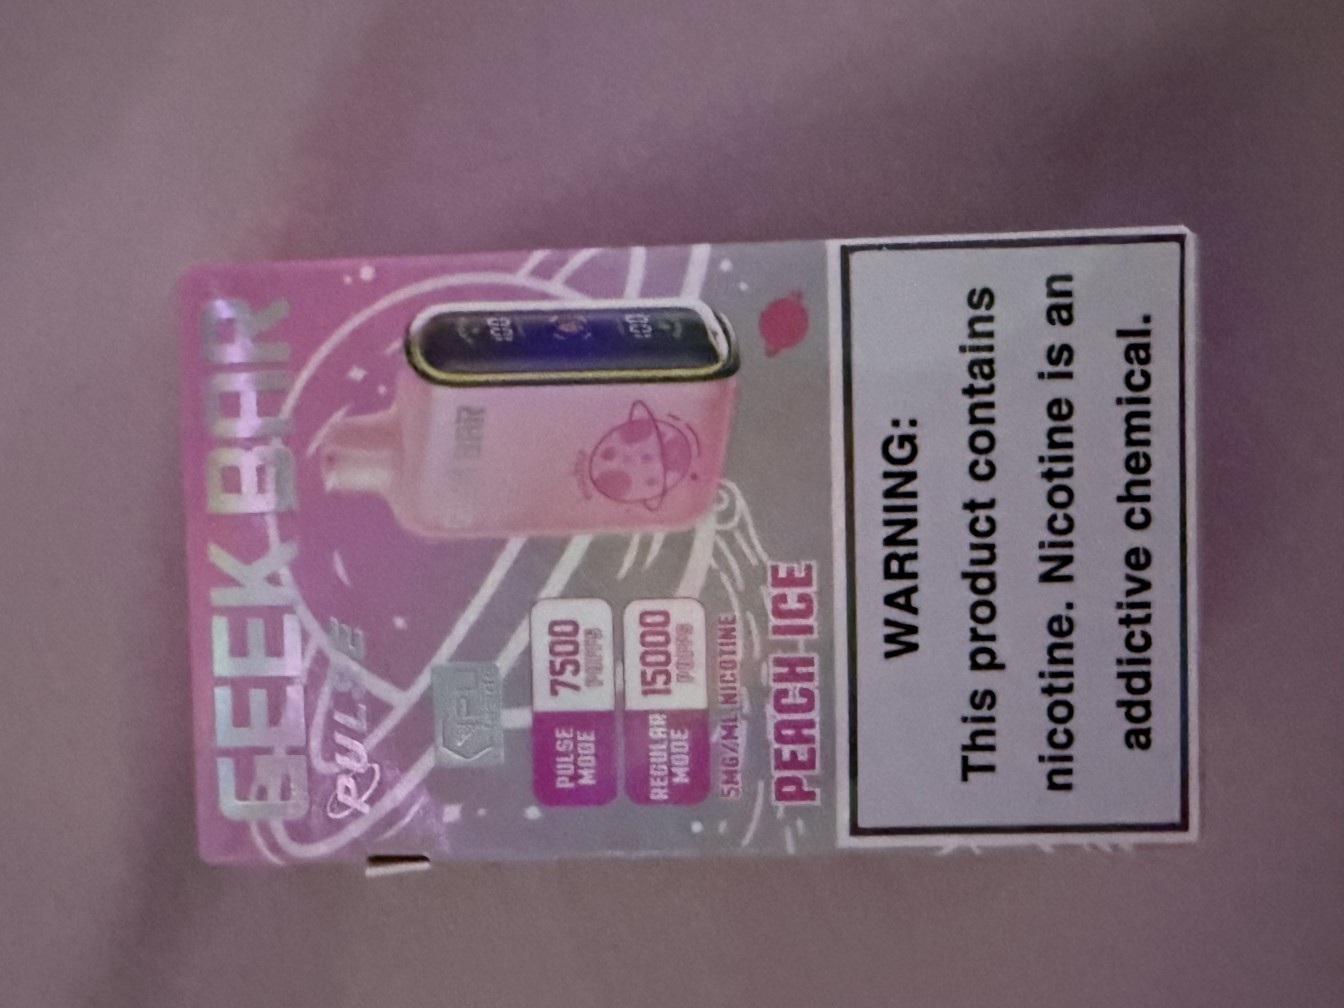 GEEK BAR
PULSE
PULSE
MODE
7500
PUFFS
REGULAR
MODE
15000
PUFFS
5MG/ML NICOTINE
PEACH ICE
WARNING:
This product contains
nicotine. Nicotine is an
addictive chemical.